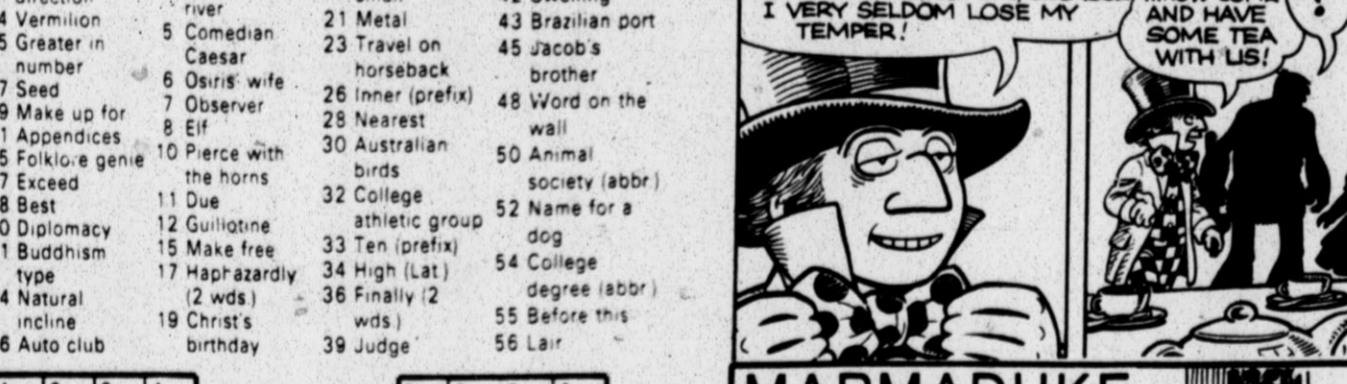 direction
4 Vermilion
5 Greater in
number
7 Seed
9 Make up for
1 Appendices
5 Folklore genie
7 Exceed
8 Best
0 Diplomacy
1 Buddhism
type
4 Natural
incline
6 Auto club
river
5 Comedian
Caesar
6 Osiris' wife
7 Observer
8 Elf
10 Pierce with
the horns
11 Due
12 Guillotine
15 Make free
17 Haphazardly
(2 wds.)
19 Christ's
birthday
21 Metal
23 Travel on
horseback
26 Inner (prefix)
28 Nearest
30 Australian
birds
32 College
athletic group
33 Ten (prefix)
34 High (Lat.)
36 Finally (2
wds.)
39 Judge
43 Brazilian port
45 Jacob's
brother
48 Word on the
wall
50 Animal
society (abbr.)
52 Name for a
dog
54 College
degree (abbr.)
55 Before this
56 Lair
I VERY SELDOM LOSE MY
TEMPER!
AND HAVE
SOME TEA
WITH US!
!
MARMADUKE